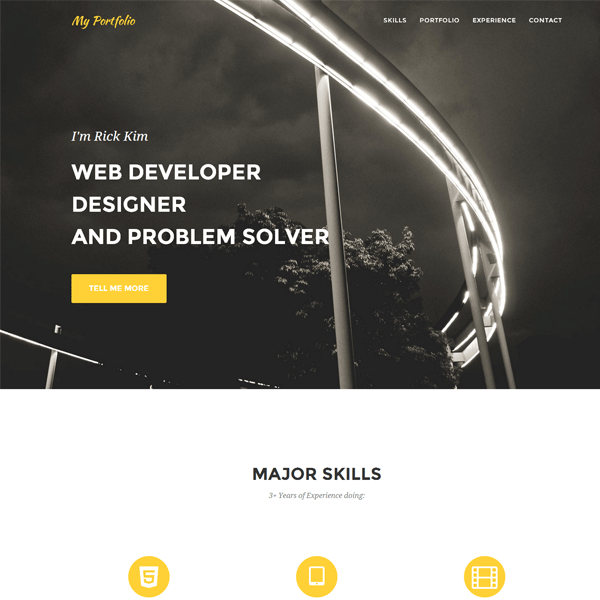 My Portfolio
SKILLS PORTFOLIO EXPERIENCE CONTACT
I'm Rick Kim
WEB DEVELOPER
DESIGNER
AND PROBLEM SOLVER
TELL ME MORE
MAJOR SKILLS
3+ Years of Experience doing:
5